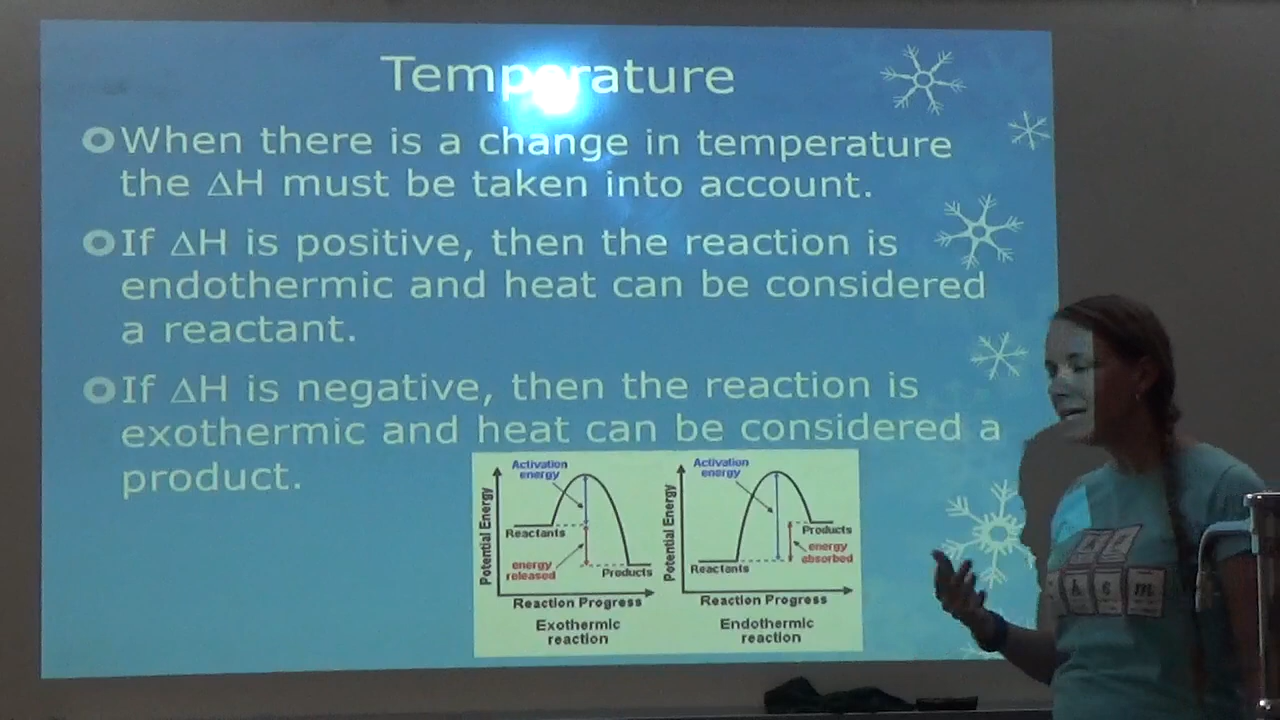 Temperature
When there is a change in temperature
the ΔH must be taken into account.
If ΔH is positive, then the reaction is
endothermic and heat can be considered
a reactant.
If ΔH is negative, then the reaction is
exothermic and heat can be considered a
product.
Activation
energy
Potential Energy
Reactants
energy
released
Products
Reaction Progress
Exothermic
reaction
Activation
energy
Potential Energy
Products
energy
absorbed
Reactants
Reaction Progress
Endothermic
reaction